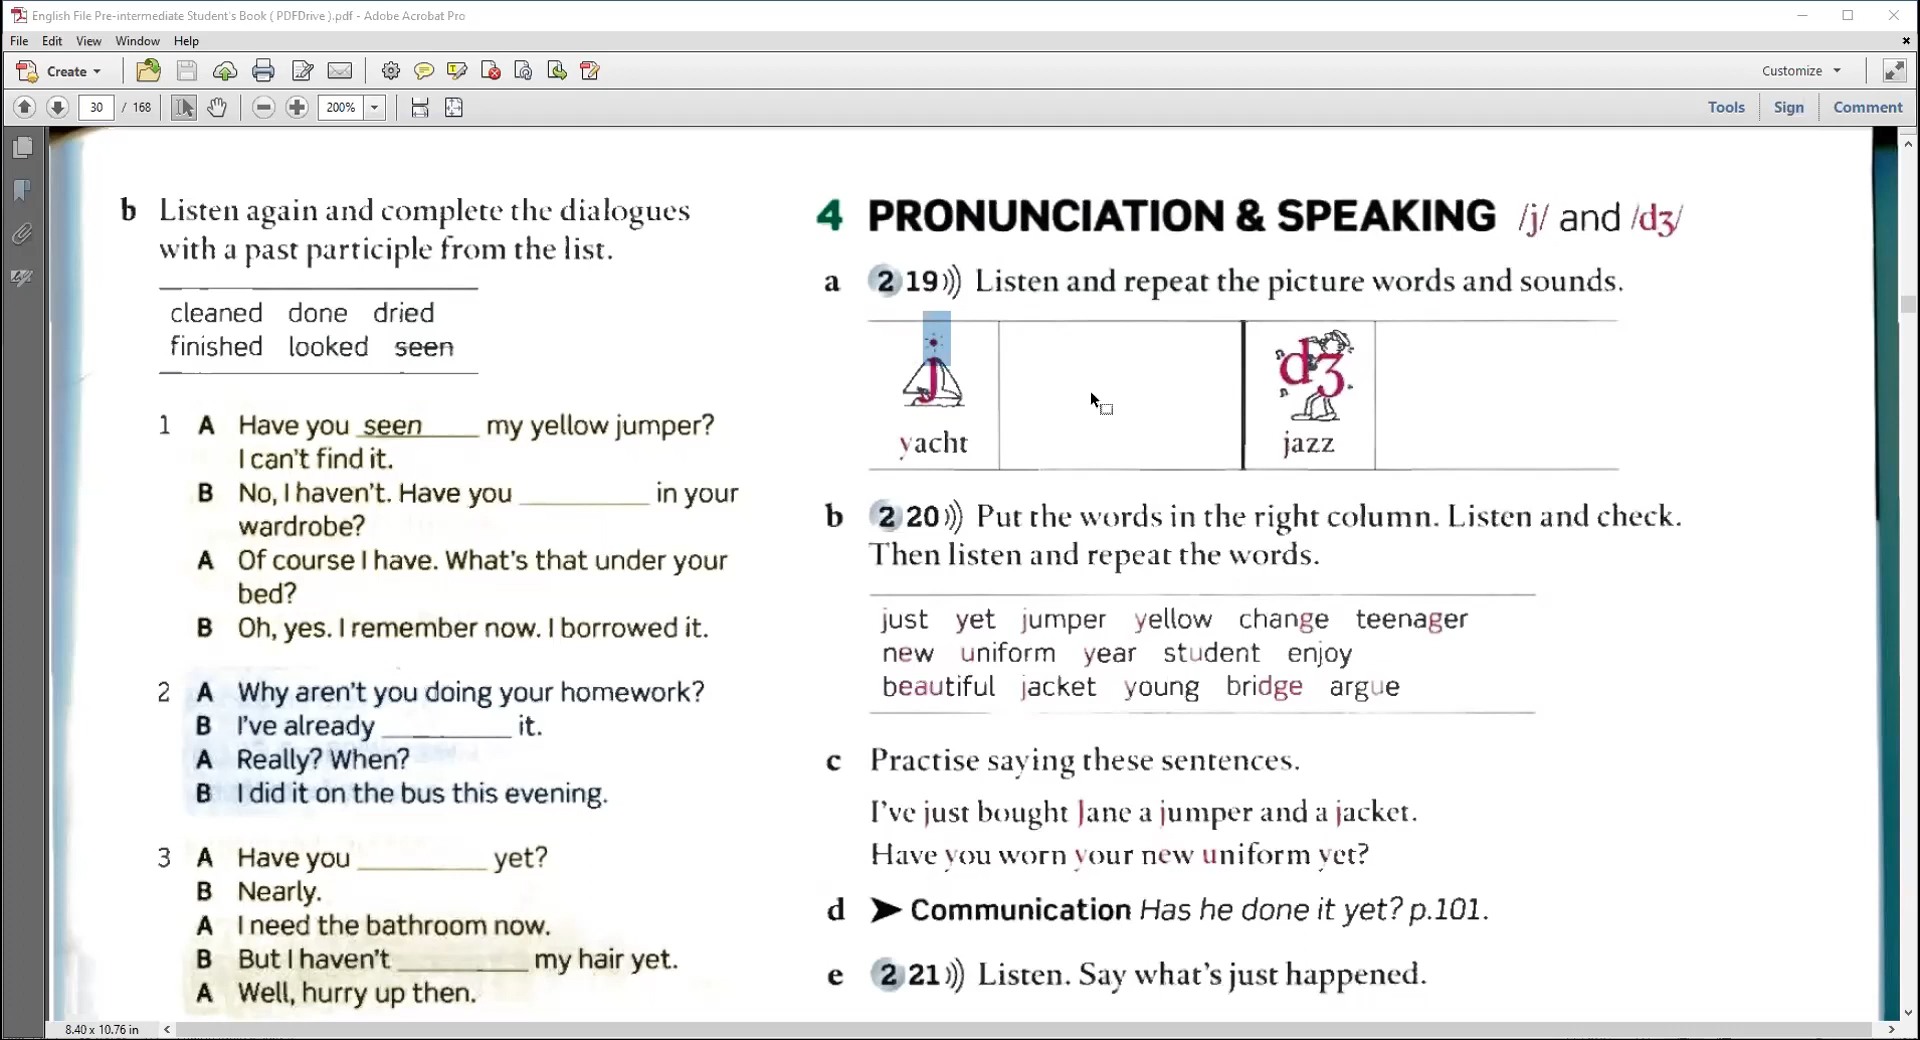 English File Pre-intermediate Student's Book ( PDFDrive ).pdf - Adobe Acrobat Pro
File Edit View Window Help
Create Customize
30 / 168 200% Tools Sign Comment
b Listen again and complete the dialogues
with a past participle from the list.
cleaned done dried
finished looked seen
1 A Have you seen my yellow jumper?
I can't find it.
B No, I haven't. Have you __________ in your
wardrobe?
A Of course I have. What's that under your
bed?
B Oh, yes. I remember now. I borrowed it.
2 A Why aren't you doing your homework?
B I've already __________ it.
A Really? When?
B I did it on the bus this evening.
3 A Have you __________ yet?
B Nearly.
A I need the bathroom now.
B But I haven't __________ my hair yet.
A Well, hurry up then.
4 PRONUNCIATION & SPEAKING /j/ and /dʒ/
a 2 19 Listen and repeat the picture words and sounds.
j dʒ
yacht jazz
b 2 20 Put the words in the right column. Listen and check.
Then listen and repeat the words.
just yet jumper yellow change teenager
new uniform year student enjoy
beautiful jacket young bridge argue
c Practise saying these sentences.
I've just bought Jane a jumper and a jacket.
Have you worn your new uniform yet?
d Communication Has he done it yet? p.101.
e 2 21 Listen. Say what's just happened.
8.40 x 10.76 in